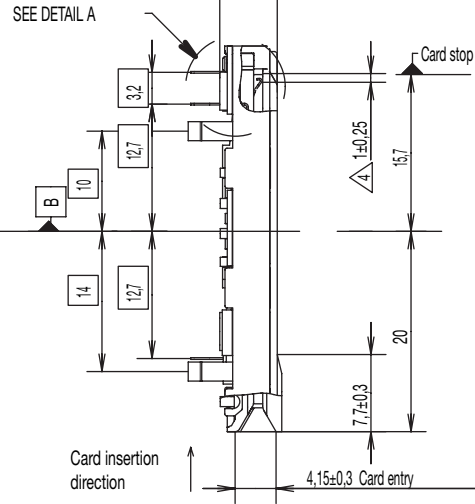 SEE DETAIL A
Card stop
3,2
12,7
10
B
1±0,25
4
15,7
14
12,7
20
7,7±0,3
Card insertion
direction
4,15±0,3 Card entry